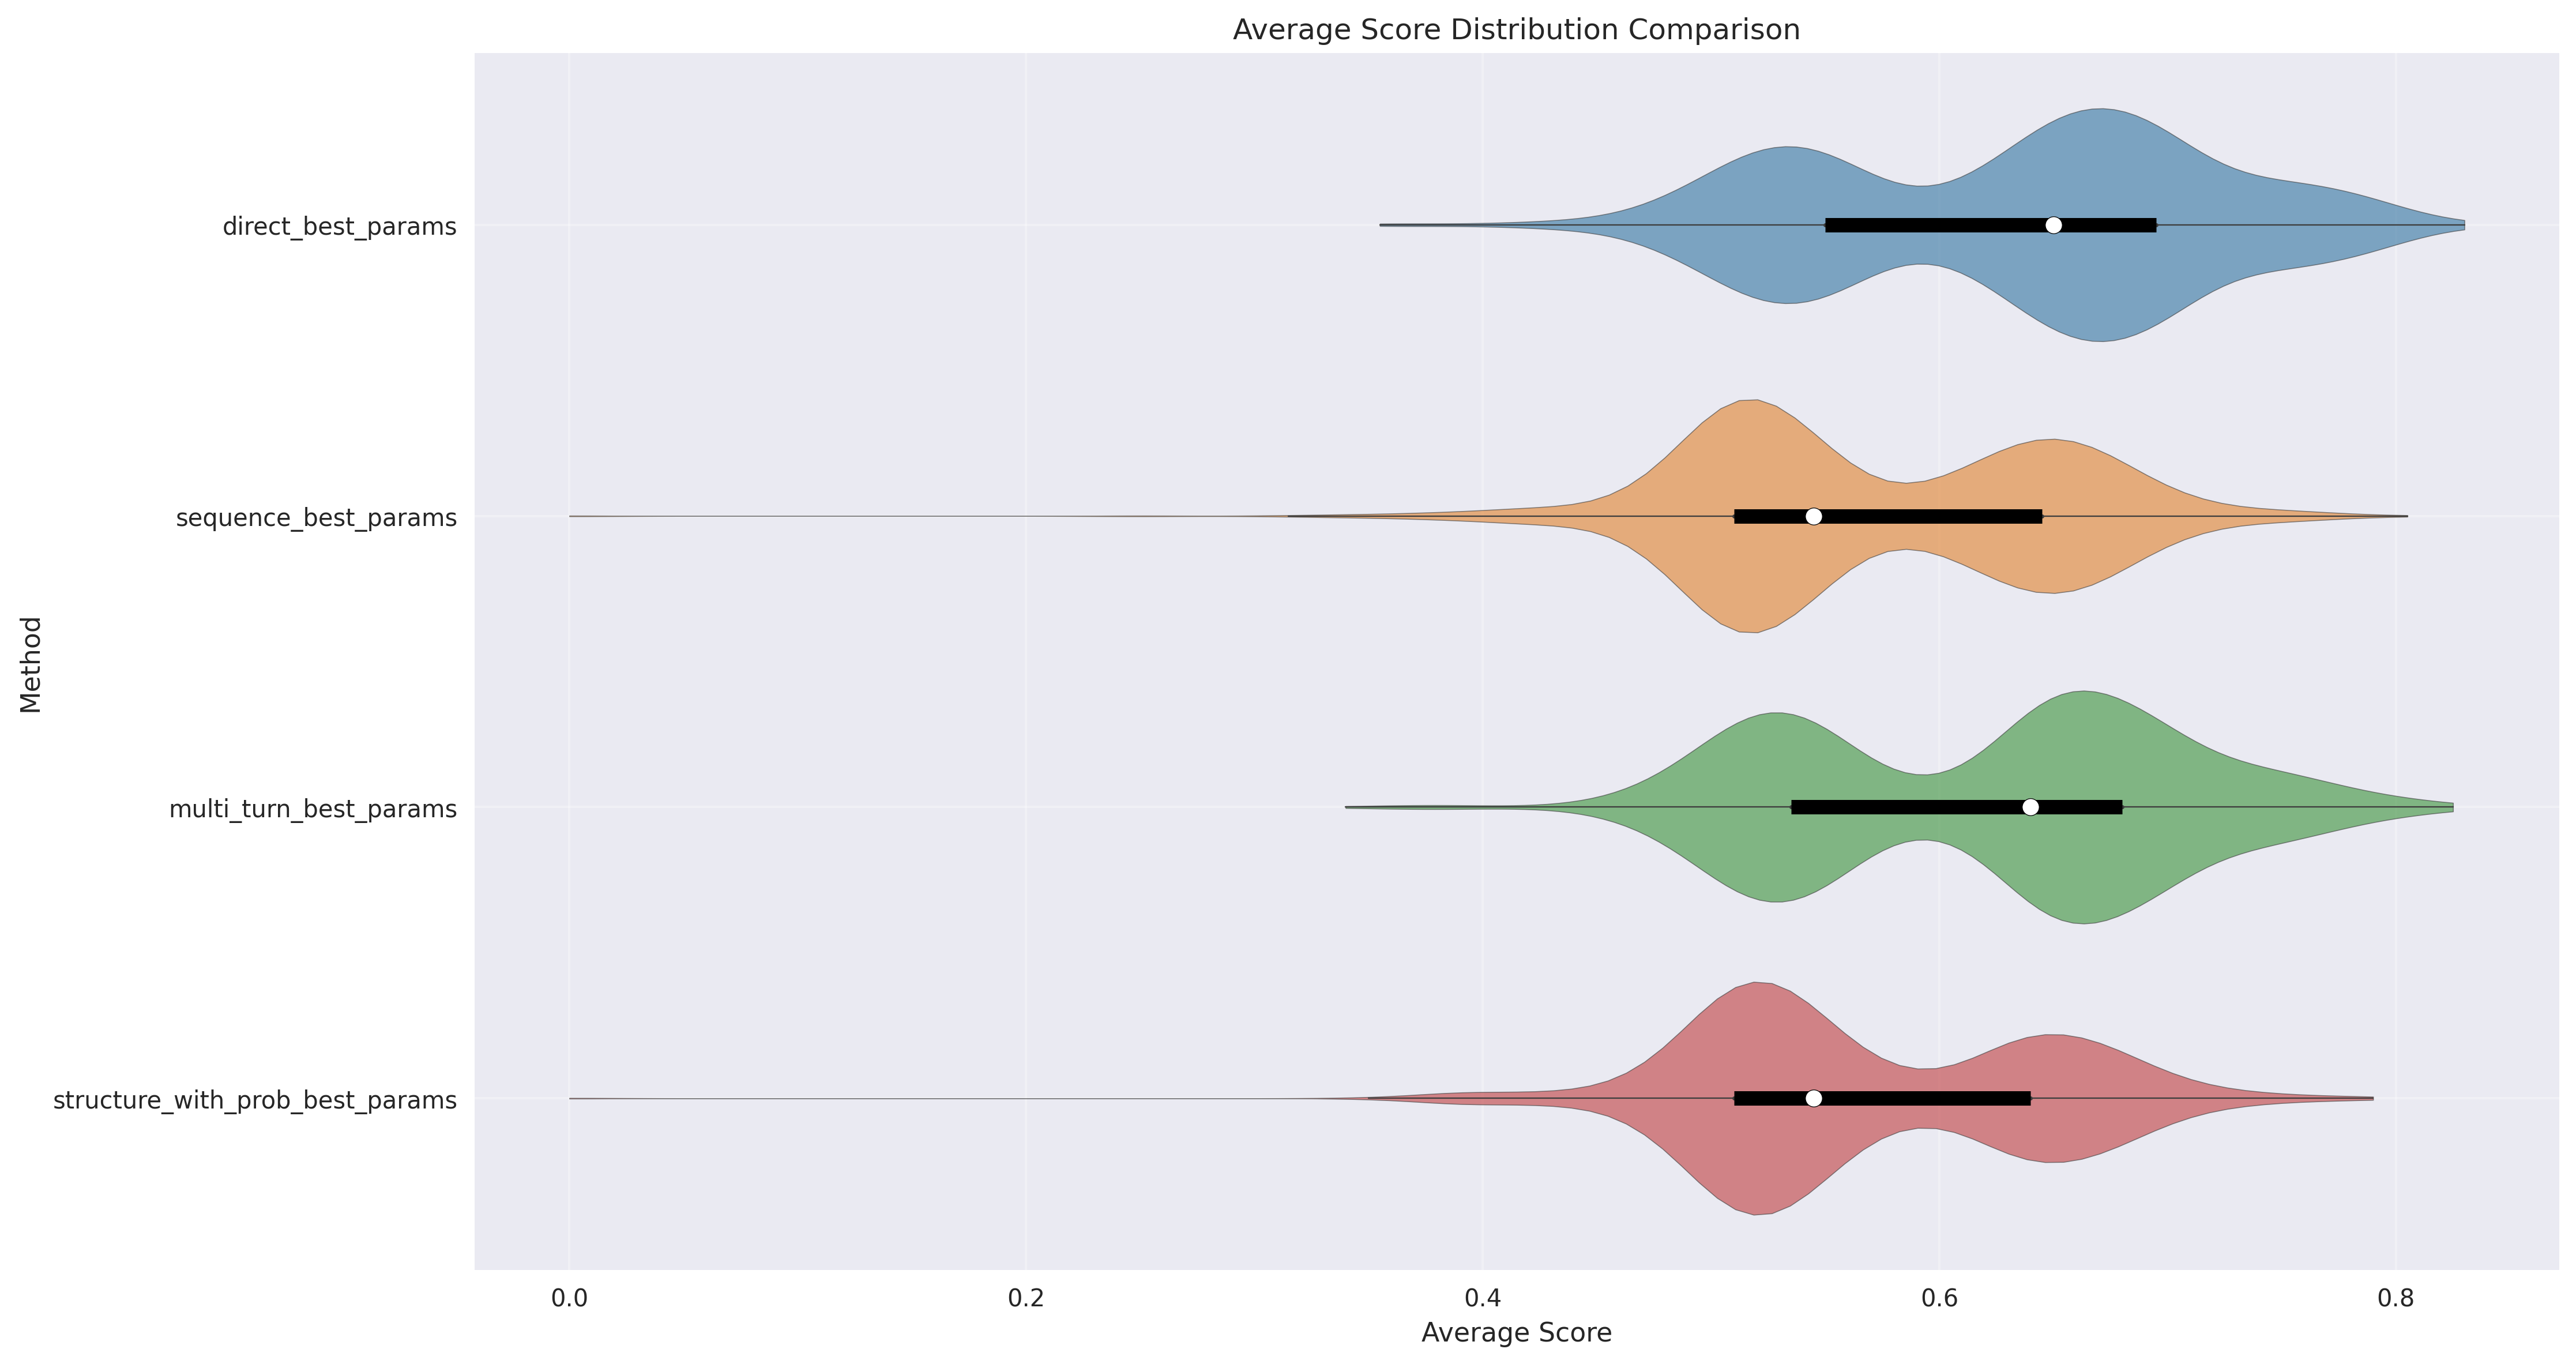 Average Score Distribution Comparison
Method
direct_best_params
sequence_best_params
multi_turn_best_params
structure_with_prob_best_params
0.0 0.2 0.4 0.6 0.8
Average Score